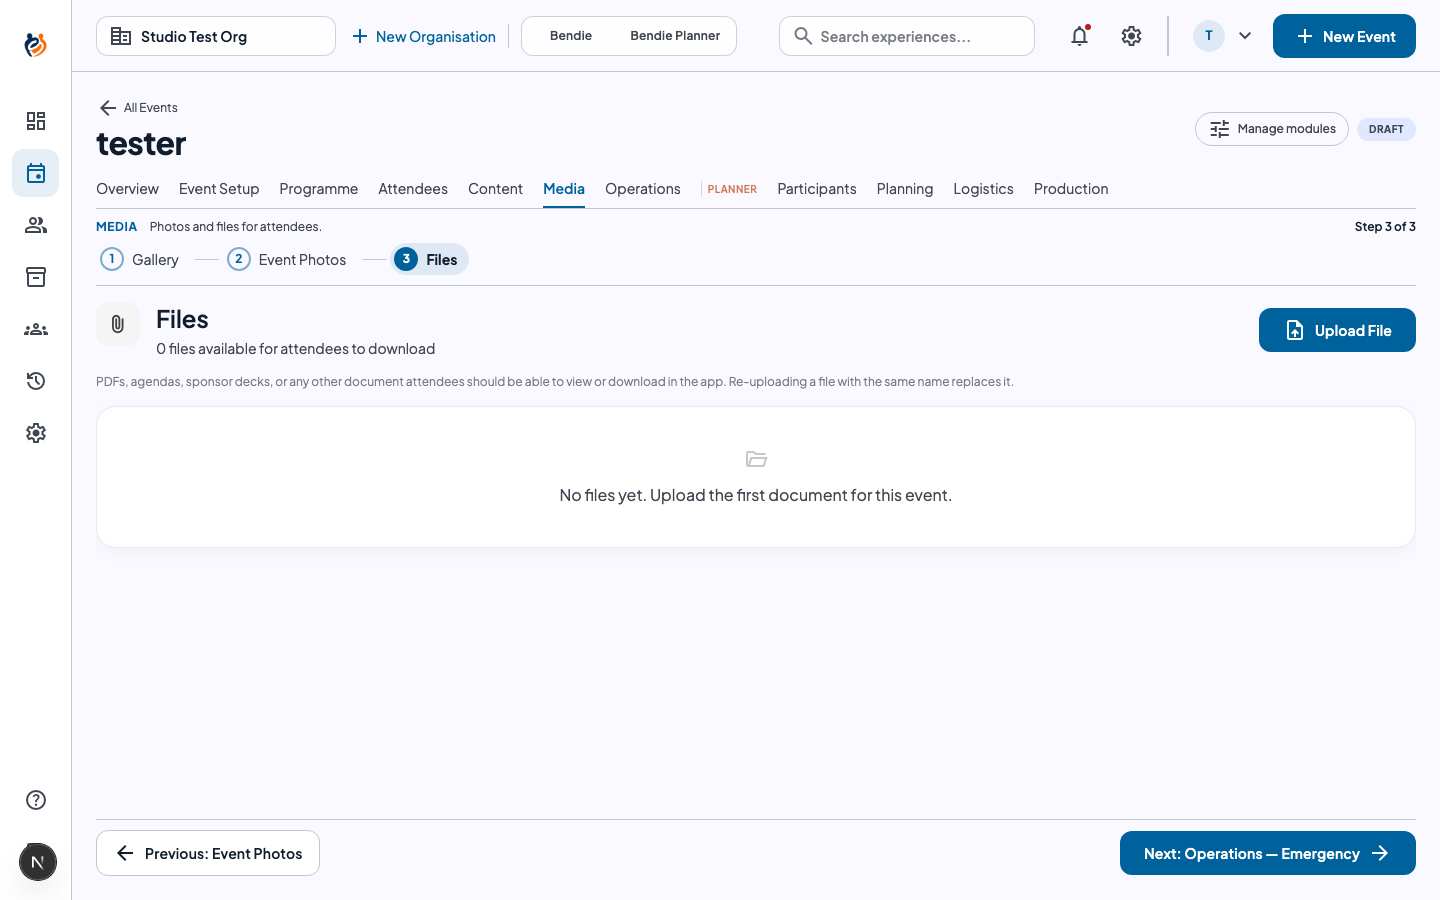 Studio Test Org
New Organisation
Bendie
Bendie Planner
Search experiences...
T
New Event
All Events
tester
Manage modules
DRAFT
Overview
Event Setup
Programme
Attendees
Content
Media
Operations
PLANNER
Participants
Planning
Logistics
Production
MEDIA
Photos and files for attendees.
Step 3 of 3
1
Gallery
2
Event Photos
3
Files
Files
0 files available for attendees to download
Upload File
PDFs, agendas, sponsor decks, or any other document attendees should be able to view or download in the app. Re-uploading a file with the same name replaces it.
No files yet. Upload the first document for this event.
N
Previous: Event Photos
Next: Operations — Emergency